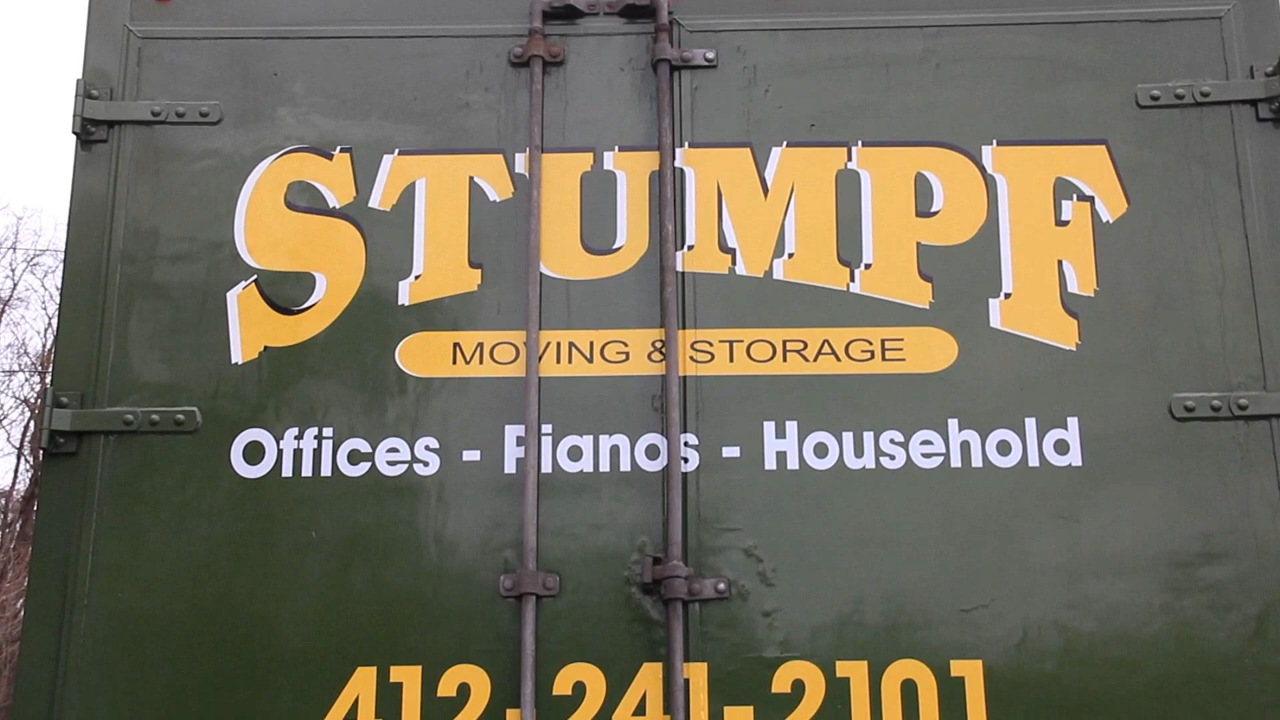 STUMPF
MOVING & STORAGE
Offices - Pianos - Household
412-241-2101